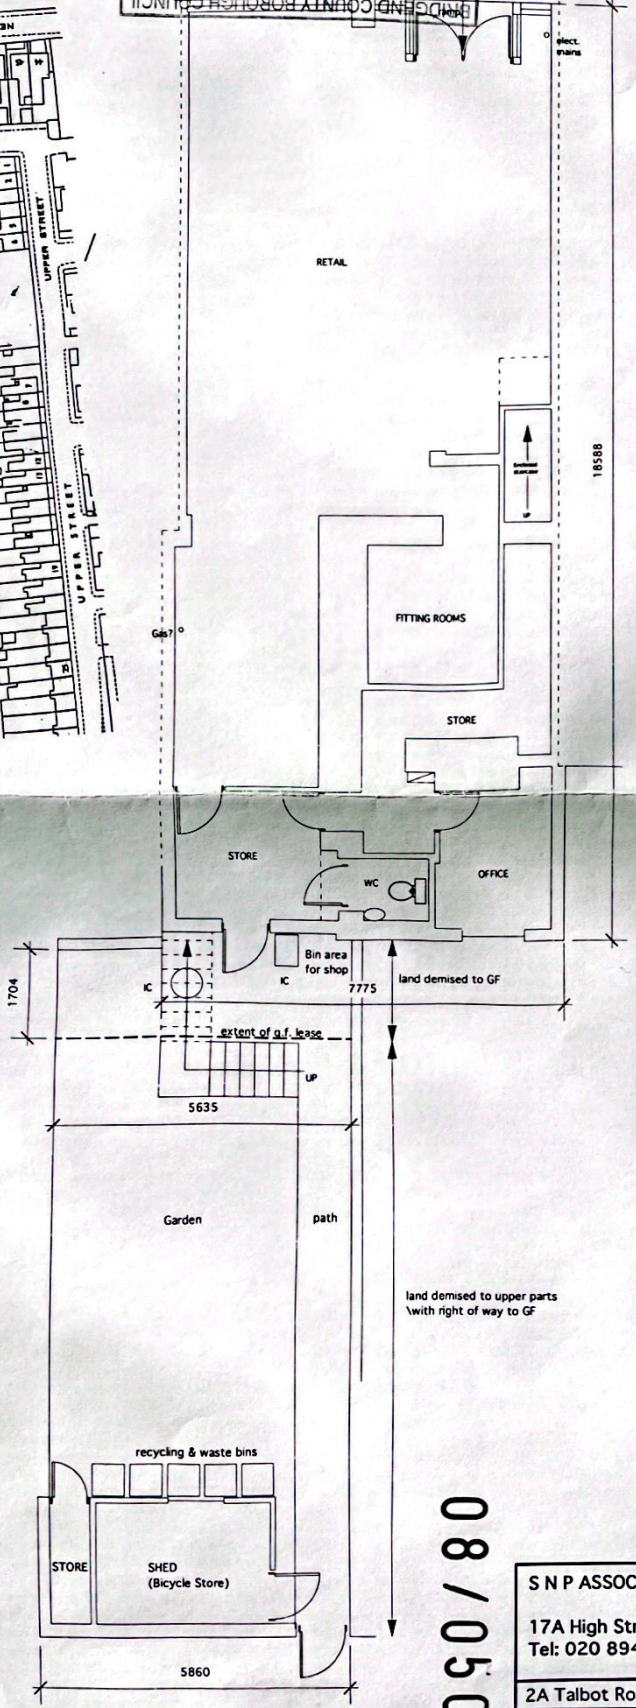 BRIDGEND COUNTY BOROUGH COUNCIL
elect.
mains
UPPER STREET
RETAIL
18588
Enclosed
staircase
UP
UPPER STREET
FITTING ROOMS
Gas?
STORE
STORE
WC
OFFICE
Bin area
for shop
IC
IC
7775
land demised to GF
1704
extent of g.f. lease
UP
5635
Garden
path
land demised to upper parts
\with right of way to GF
recycling & waste bins
STORE
SHED
(Bicycle Store)
5860
08/050
S N P ASSOC
17A High Str
Tel: 020 894
2A Talbot Ro